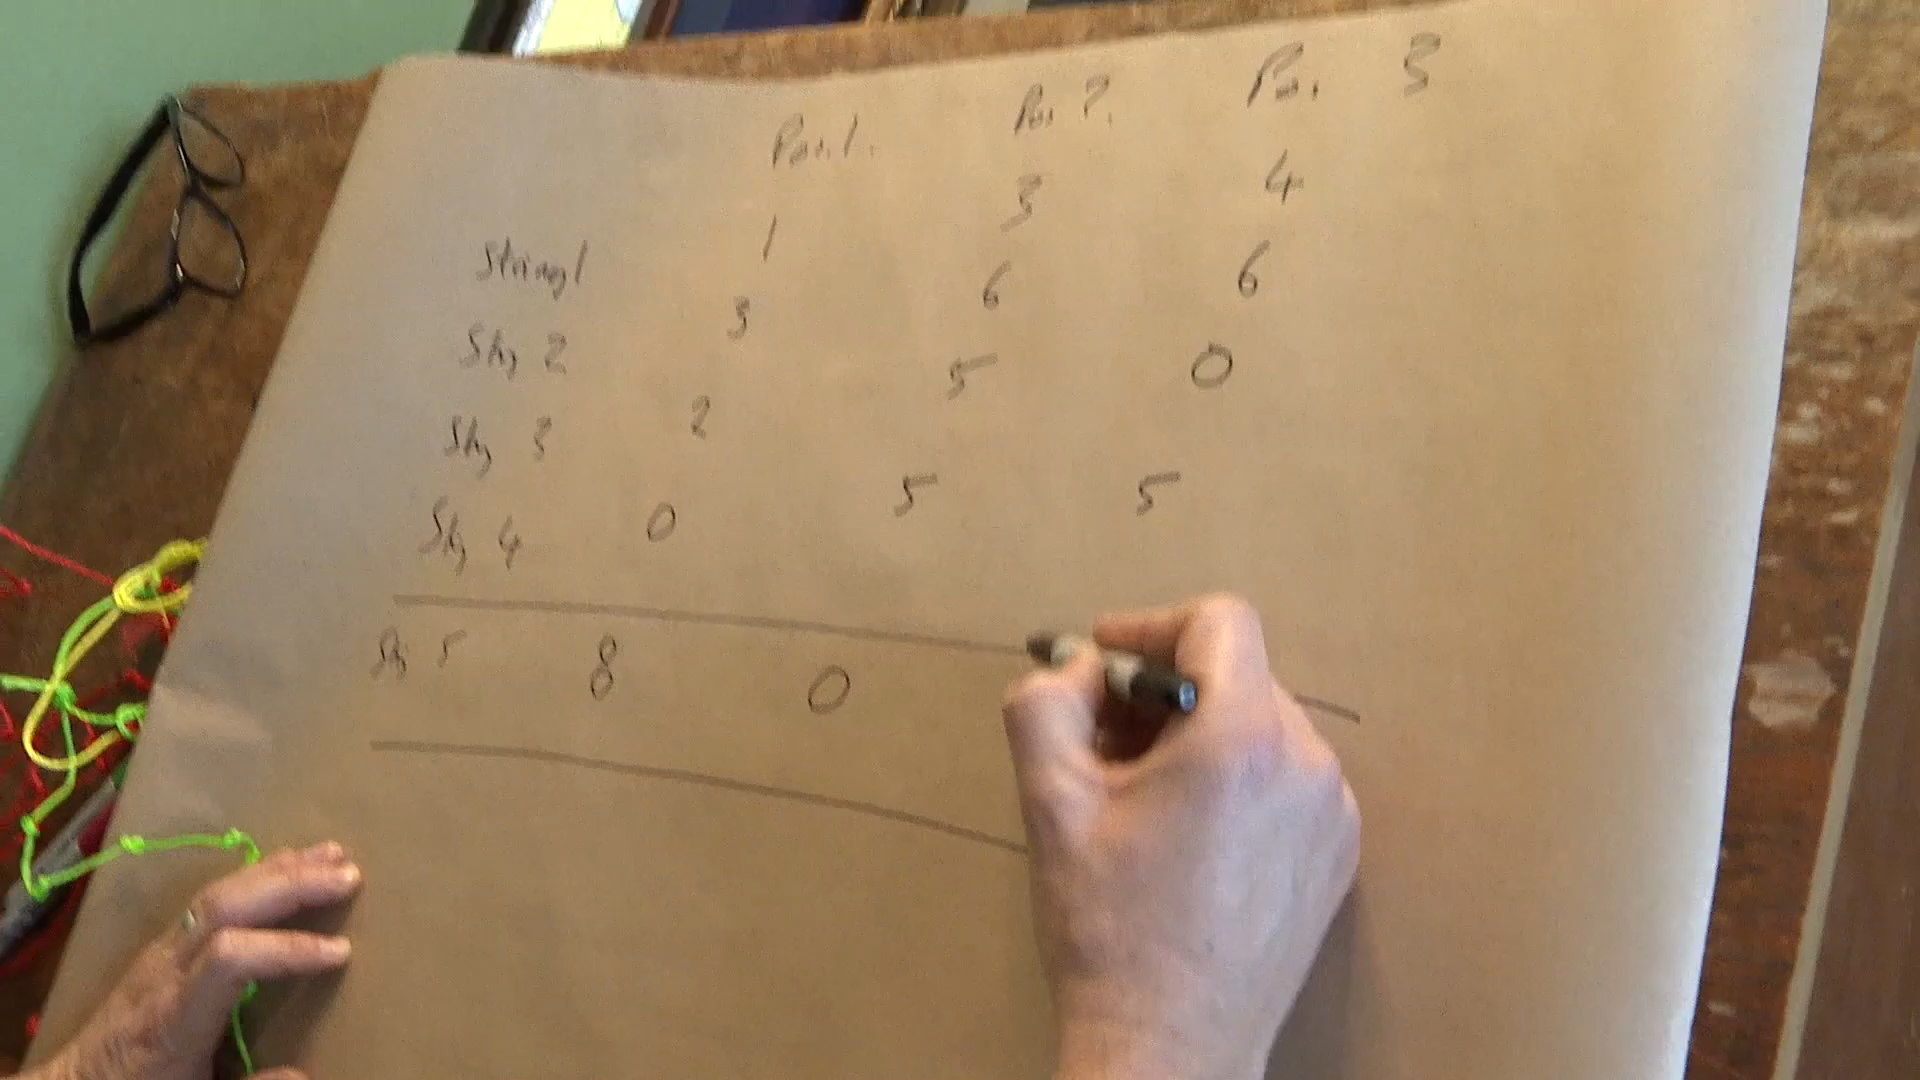 Pos. 1. Pos 2. Pos. 3
String 1 1 3 4
Stg 2 3 6 6
Stg 3 2 5 0
Stg 4 0 5 5
Stg 5 8 0